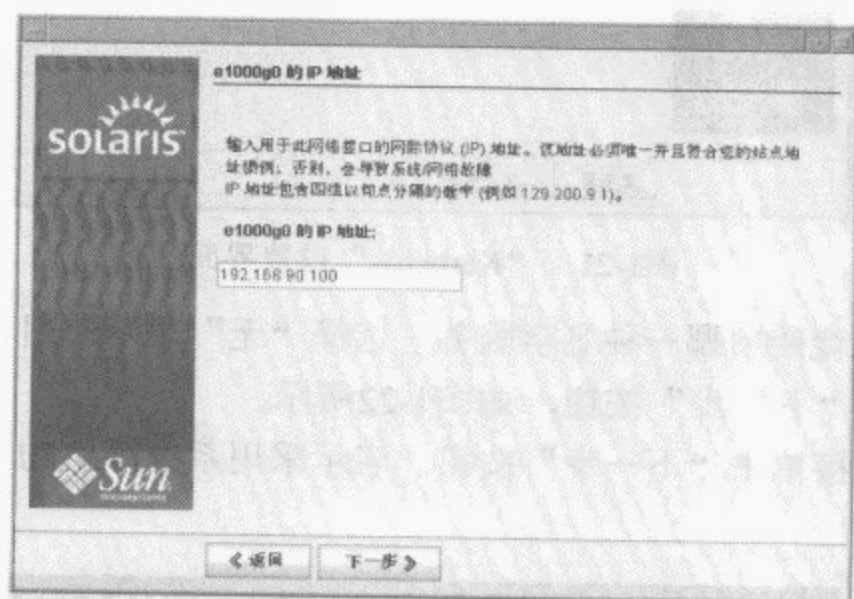 e1000g0 的 IP 地址
solaris
输入用于此网络接口的网际协议 (IP) 地址。该地址必须唯一并且符合您的站点地
址惯例，否则，会导致系统/网络故障
IP 地址包含四组以句点分隔的数字 (例如 129.200.9.1)。
e1000g0 的 IP 地址:
192.168.90.100
Sun
microsystems
返回
下一步